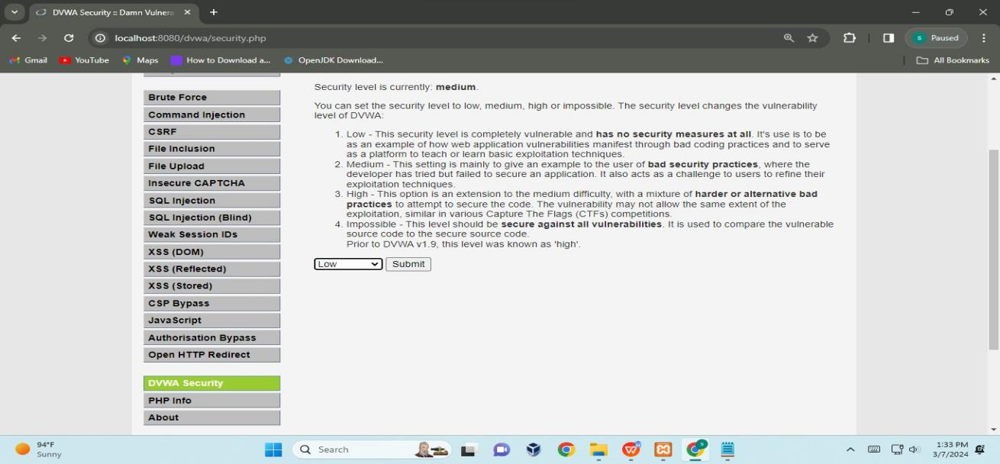 DVWA Security :: Damn Vulnera
localhost:8080/dvwa/security.php
S Paused
Gmail YouTube Maps How to Download a... OpenJDK Download... All Bookmarks
Brute Force
Command Injection
CSRF
File Inclusion
File Upload
Insecure CAPTCHA
SQL Injection
SQL Injection (Blind)
Weak Session IDs
XSS (DOM)
XSS (Reflected)
XSS (Stored)
CSP Bypass
JavaScript
Authorisation Bypass
Open HTTP Redirect
DVWA Security
PHP Info
About
Security level is currently: medium.
You can set the security level to low, medium, high or impossible. The security level changes the vulnerability
level of DVWA:
1. Low - This security level is completely vulnerable and has no security measures at all. It's use is to be
as an example of how web application vulnerabilities manifest through bad coding practices and to serve
as a platform to teach or learn basic exploitation techniques.
2. Medium - This setting is mainly to give an example to the user of bad security practices, where the
developer has tried but failed to secure an application. It also acts as a challenge to users to refine their
exploitation techniques.
3. High - This option is an extension to the medium difficulty, with a mixture of harder or alternative bad
practices to attempt to secure the code. The vulnerability may not allow the same extent of the
exploitation, similar in various Capture The Flags (CTFs) competitions.
4. Impossible - This level should be secure against all vulnerabilities. It is used to compare the vulnerable
source code to the secure source code.
Prior to DVWA v1.9, this level was known as 'high'.
Low Submit
94°F
Sunny
Search
1:33 PM
3/7/2024